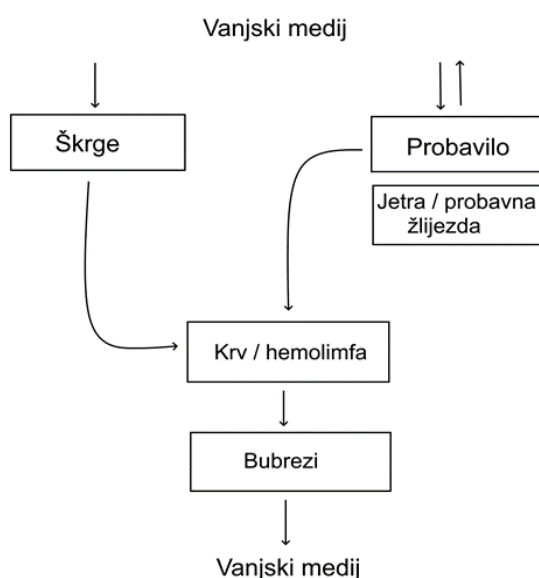 Vanjski medij
Škrge
Probavilo
Jetra / probavna
žlijezda
Krv / hemolimfa
Bubrezi
Vanjski medij